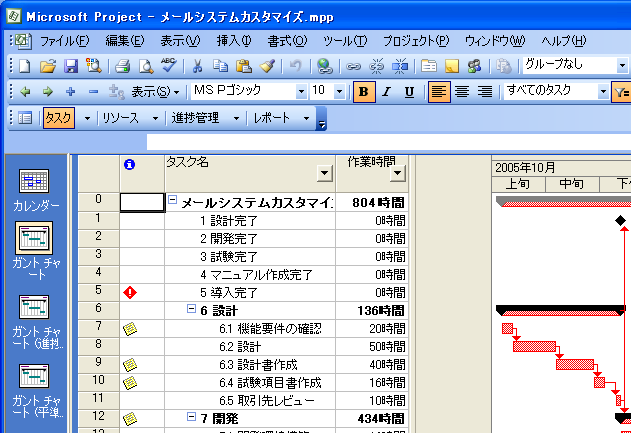 Microsoft Project - メールシステムカスタマイズ.mpp
ファイル(F) 編集(E) 表示(V) 挿入(I) 書式(O) ツール(T) プロジェクト(P) ウィンドウ(W) ヘルプ(H)
グループなし
表示(S) MS Pゴシック 10 B I U すべてのタスク
タスク リソース 進捗管理 レポート
タスク名 作業時間 2005年10月
上旬 中旬
0 メールシステムカスタマイ 804時間
1 1 設計完了 0時間
2 2 開発完了 0時間
3 3 試験完了 0時間
4 4 マニュアル作成完了 0時間
5 5 導入完了 0時間
6 6 設計 136時間
7 6.1 機能要件の確認 20時間
8 6.2 設計 50時間
9 6.3 設計書作成 40時間
10 6.4 試験項目書作成 16時間
11 6.5 取引先レビュー 10時間
12 7 開発 434時間
カレンダー
ガント チャ
ート
ガント チャ
ート (進捗...
ガント チャ
ート (平準...